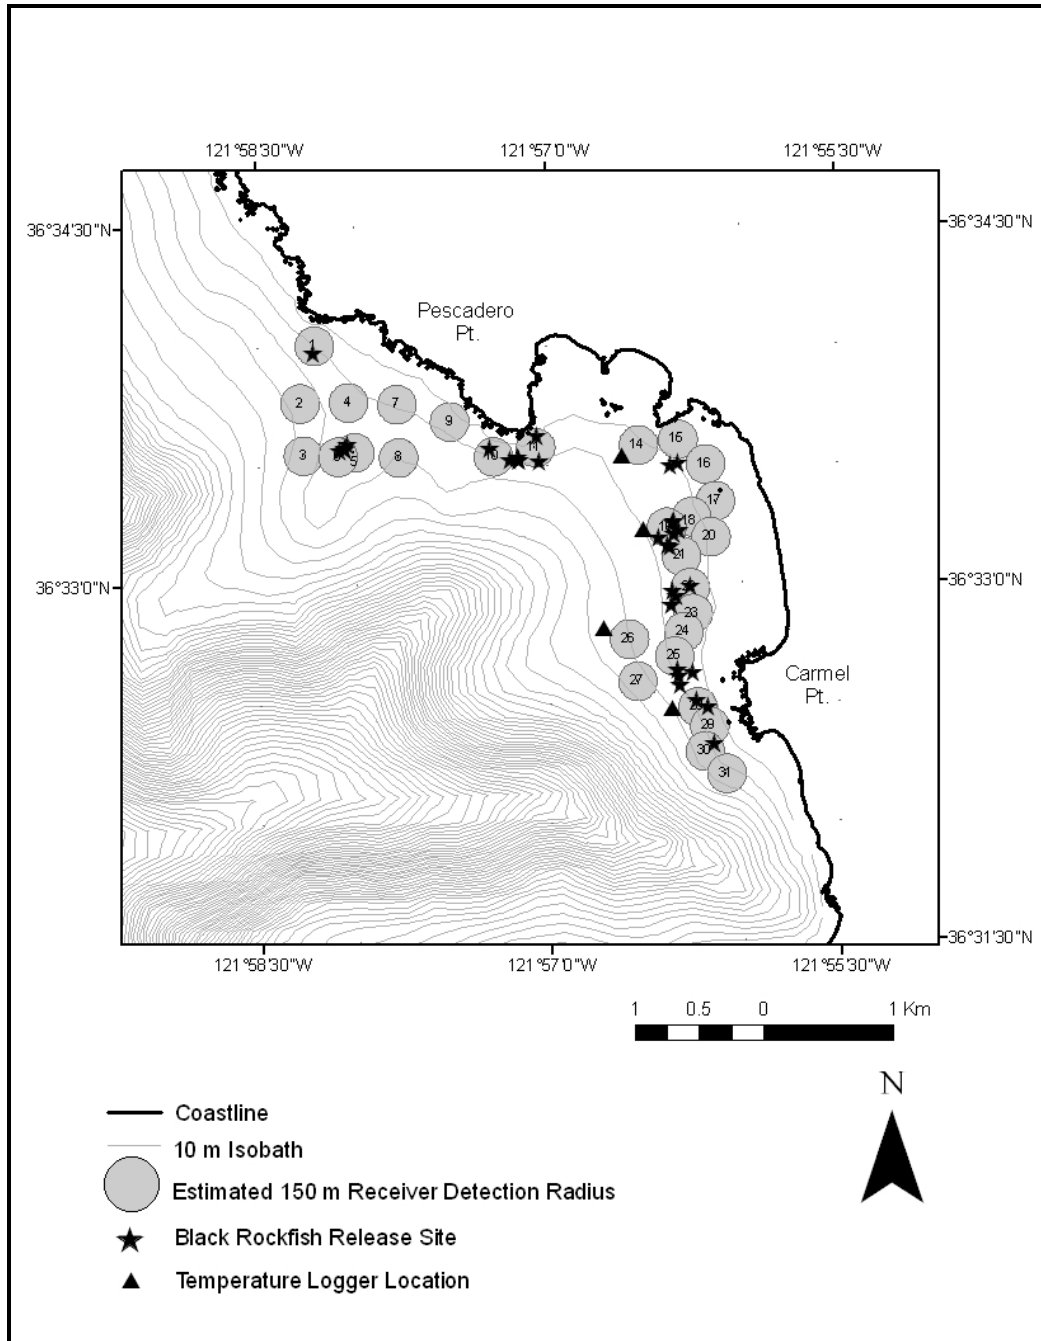 121°58'30"W 121°57'0"W 121°55'30"W
36°34'30"N 36°34'30"N
Pescadero
Pt.
1
2 4 7
9
3 5 8 10 11 14 15 16
17
18
20
21
36°33'0"N 36°33'0"N
23
24
26 25
27
Carmel
Pt.
29
30
31
36°31'30"N
121°58'30"W 121°57'0"W 121°55'30"W
1 0.5 0 1 Km
N
Coastline
10 m Isobath
Estimated 150 m Receiver Detection Radius
Black Rockfish Release Site
Temperature Logger Location